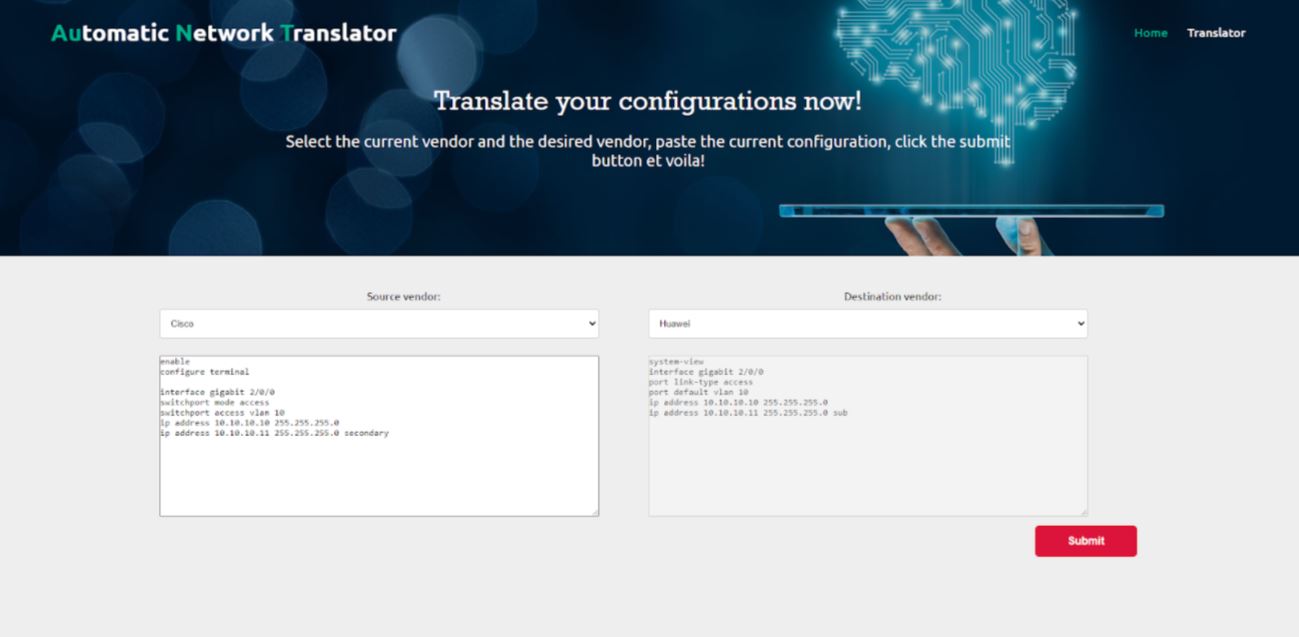 Automatic Network Translator
Home
Translator
Translate your configurations now!
Select the current vendor and the desired vendor, paste the current configuration, click the submit
button et voila!
Source vendor:
Destination vendor:
Cisco
Huawei
enable
configure terminal
interface gigabit 2/0/0
switchport mode access
switchport access vlan 10
ip address 10.10.10.10 255.255.255.0
ip address 10.10.10.11 255.255.255.0 secondary
system-view
interface gigabit 2/0/0
port link-type access
port default vlan 10
ip address 10.10.10.10 255.255.255.0
ip address 10.10.10.11 255.255.255.0 sub
Submit